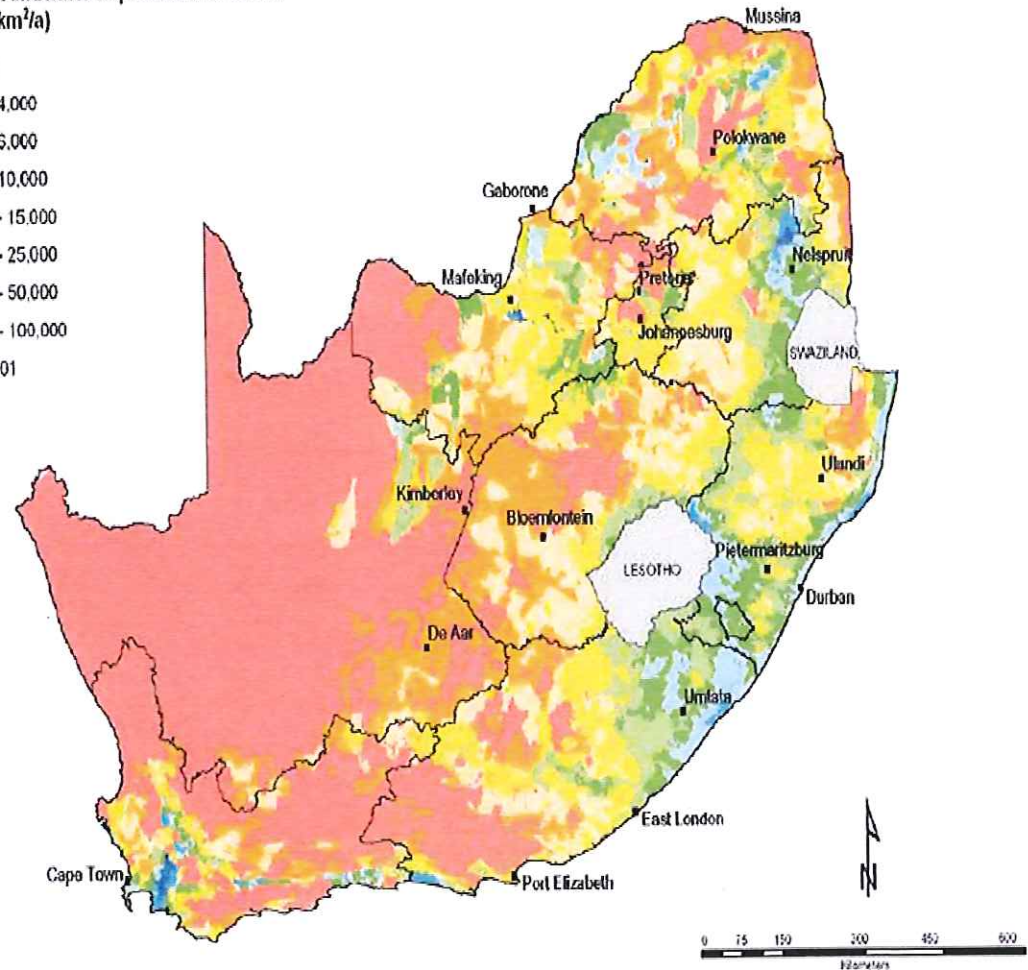 km²/a)
4,000
6,000
10,000
- 15,000
- 25,000
- 50,000
- 100,000
01
Mussina
Polokwane
Gaborone
Nelspruit
Mafeking
Pretoria
Johannesburg
SWAZILAND
Ulundi
Kimberley
Bloemfontein
Pietermaritzburg
LESOTHO
Durban
De Aar
Umtata
East London
Cape Town
Port Elizabeth
N
0 75 150 300 450 600
Kilometers